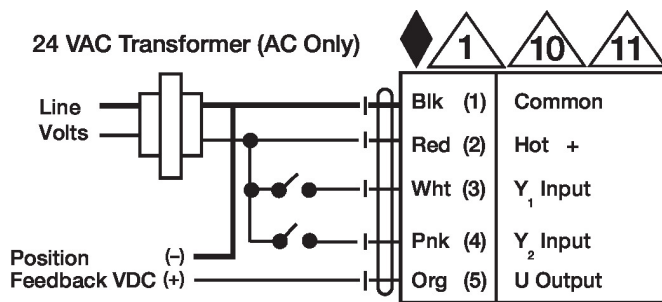 24 VAC Transformer (AC Only)
1 10 11
Line
Volts
Blk (1) Common
Red (2) Hot +
Wht (3) Y1 Input
Pnk (4) Y2 Input
Position (–)
Feedback VDC (+)
Org (5) U Output